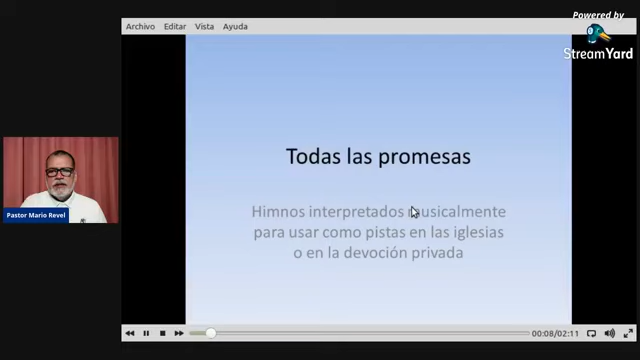 Powered by
StreamYard
Archivo Editar Vista Ayuda
Todas las promesas
Himnos interpretados musicalmente
para usar como pistas en las iglesias
o en la devoción privada
Pastor Mario Revel
00:08/02:11